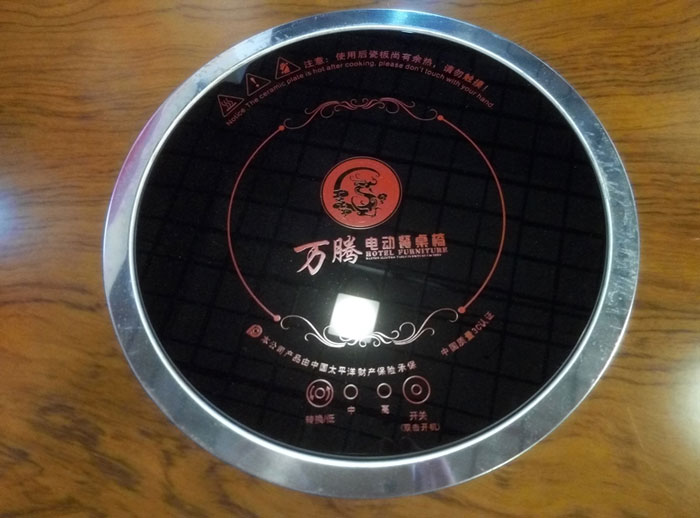 注意：使用后瓷板尚有余热，请勿触摸！
Notice The ceramic plate is hot after cooking, please don't touch with your hand.
万腾 电动餐桌椅
HOTEL FURNITURE
中国质量3C认证
本公司产品由中国太平洋财产保险承保
转换/低 中 高 开关
(双击开机)